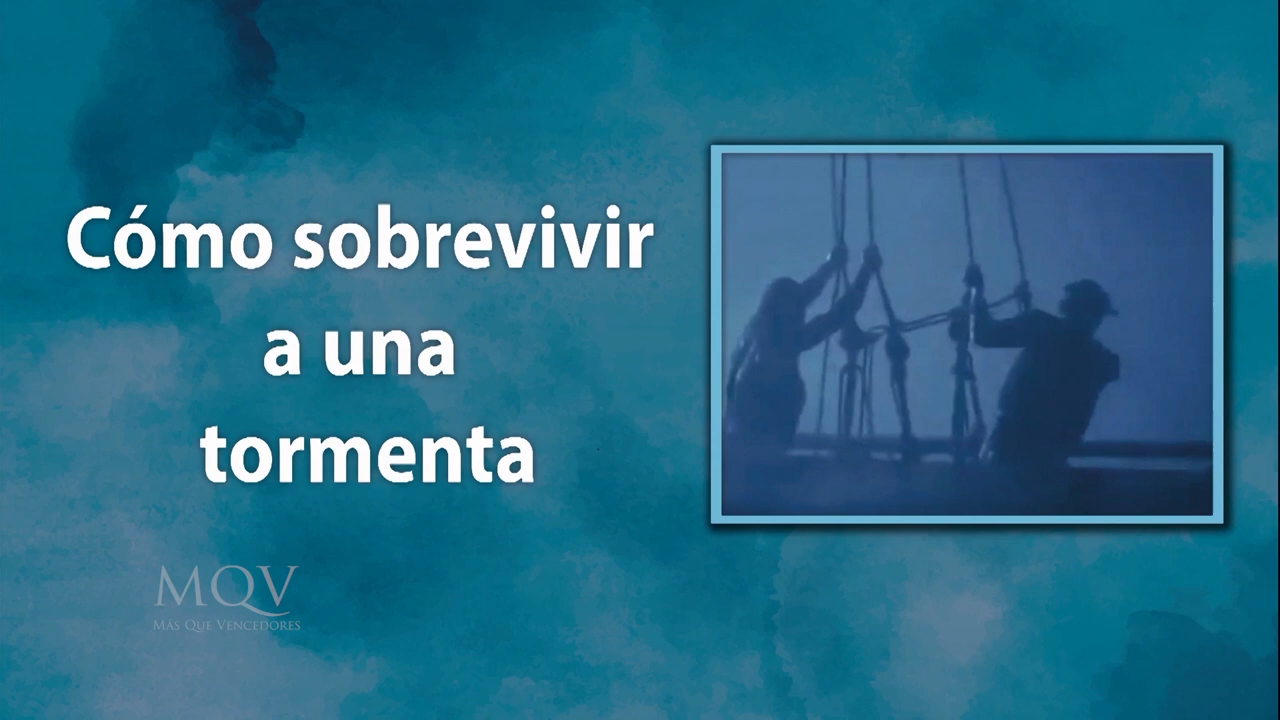 Cómo sobrevivir
a una
tormenta
MQV
MÁS QUE VENCEDORES